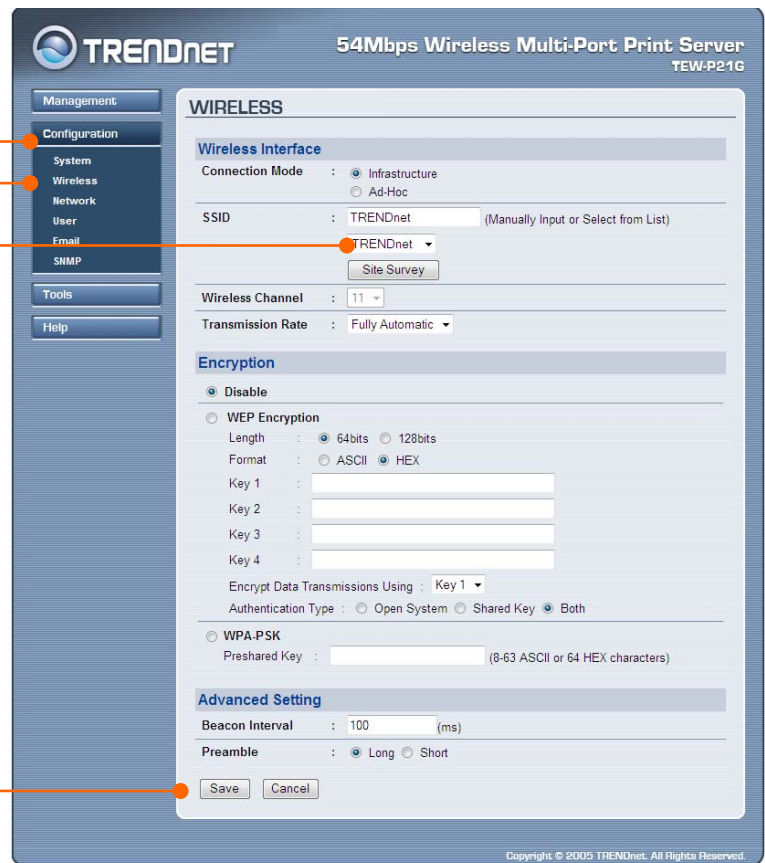 TRENDNET
54Mbps Wireless Multi-Port Print Server
TEW-P21G
Management
Configuration
System
Wireless
Network
User
Email
SNMP
Tools
Help
WIRELESS
Wireless Interface
Connection Mode : Infrastructure
Ad-Hoc
SSID : TRENDnet (Manually Input or Select from List)
TRENDnet
Site Survey
Wireless Channel : 11
Transmission Rate : Fully Automatic
Encryption
Disable
WEP Encryption
Length : 64bits 128bits
Format : ASCII HEX
Key 1 :
Key 2 :
Key 3 :
Key 4 :
Encrypt Data Transmissions Using : Key 1
Authentication Type : Open System Shared Key Both
WPA-PSK
Preshared Key : (8-63 ASCII or 64 HEX characters)
Advanced Setting
Beacon Interval : 100 (ms)
Preamble : Long Short
Save Cancel
Copyright © 2005 TRENDnet. All Rights Reserved.